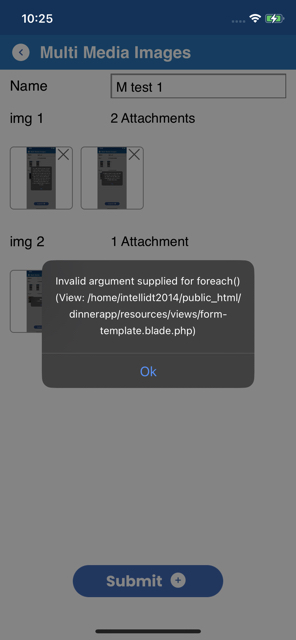 10:25
Multi Media Images
Name
M test 1
img 1
2 Attachments
img 2
1 Attachment
Invalid argument supplied for foreach()
(View: /home/intellidt2014/public_html/
dinnerapp/resources/views/form-
template.blade.php)
Ok
Submit